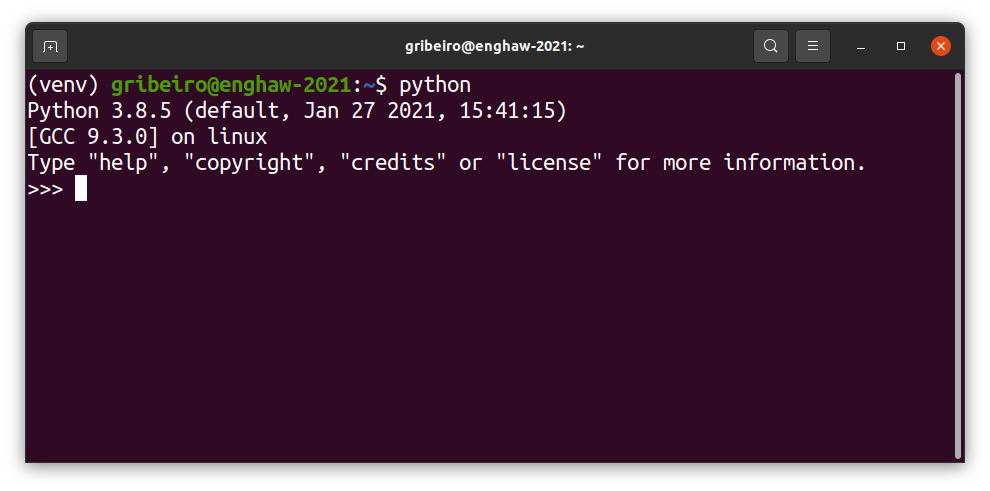 gribeiro@enghaw-2021: ~
(venv) gribeiro@enghaw-2021:~$ python
Python 3.8.5 (default, Jan 27 2021, 15:41:15)
[GCC 9.3.0] on linux
Type "help", "copyright", "credits" or "license" for more information.
>>>